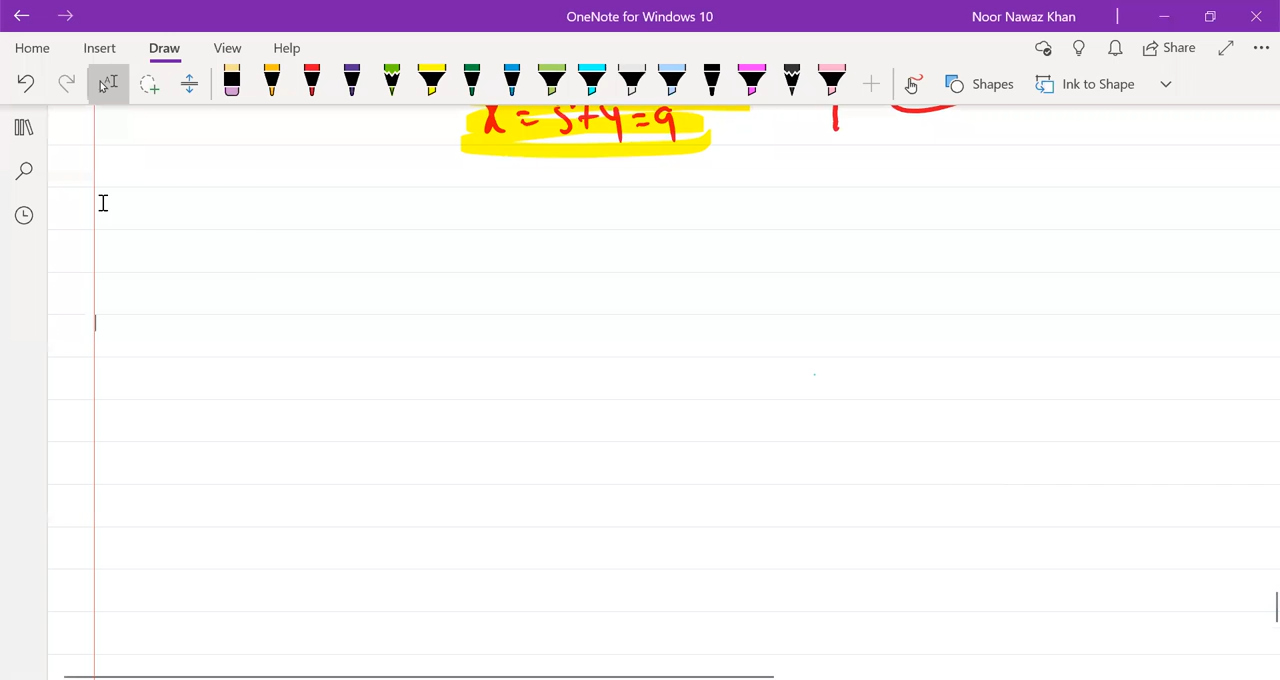 OneNote for Windows 10
Noor Nawaz Khan
Home Insert Draw View Help
Share
Shapes
Ink to Shape
x = 5+4=9